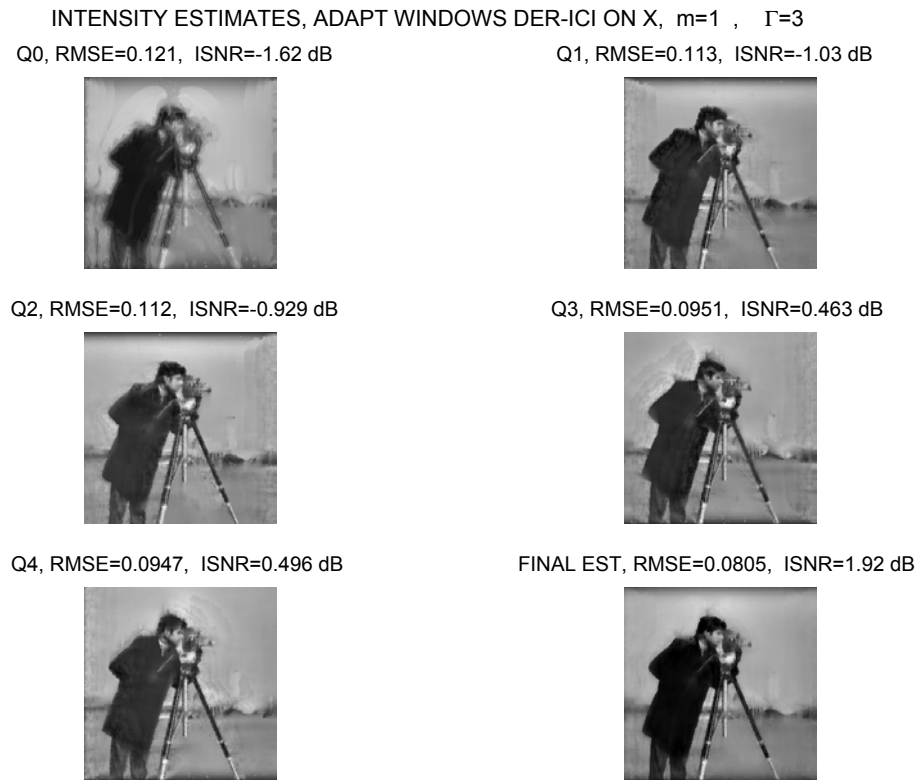 INTENSITY ESTIMATES, ADAPT WINDOWS DER-ICI ON X, m=1 , Γ=3
Q0, RMSE=0.121, ISNR=-1.62 dB
Q1, RMSE=0.113, ISNR=-1.03 dB
Q2, RMSE=0.112, ISNR=-0.929 dB
Q3, RMSE=0.0951, ISNR=0.463 dB
Q4, RMSE=0.0947, ISNR=0.496 dB
FINAL EST, RMSE=0.0805, ISNR=1.92 dB